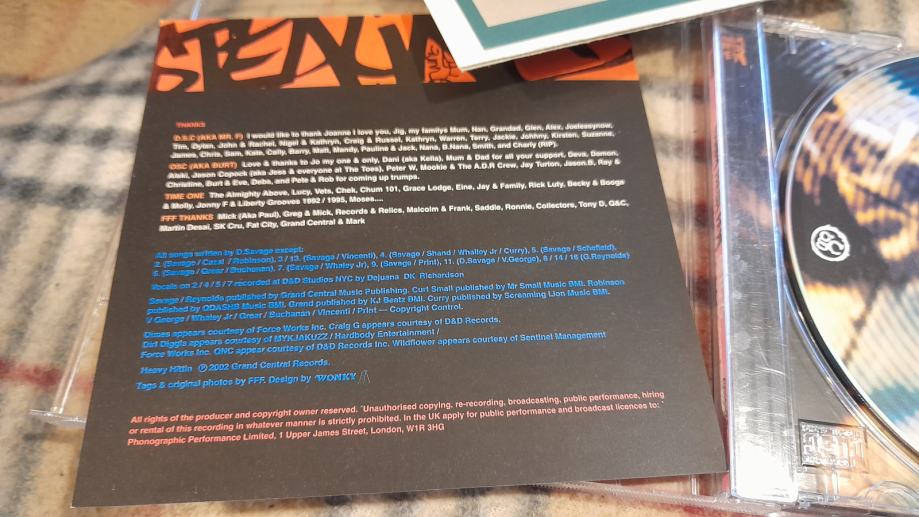 THANKS
D.S.C (AKA MR. F) I would like to thank Joanne I love you, Jig, my familys Mum, Nan, Grandad, Glen, Alex, Joeleasynow,
Tim, Dylan, John & Rachel, Nigel & Kathryn, Craig & Russel, Kathryn, Warren, Terry, Jackie, Johhny, Kirsten, Suzanne,
James, Chris, Sam, Kale, Cally, Barry, Matt, Mandy, Pauline & Jack, Nana, B.Nana, Smith, and Charly (RIP).
DSC (AKA BURT) Love & thanks to Jo my one and only, Dani (aka Kella), Mum & Dad for all your support, Deva, Damon,
Aluki, Jason Copock (aka Jess & everyone at The Toes), Peter W, Mookie & The A.D.R Crew, Jay Turton, Jason.B, Ray &
Christine, Burt & Eve, Debs, and Pete & Rob for coming up trumps.
TIME ONE The Almighty Above, Lucy, Vets, Chek, Chum 101, Grace Lodge, Eine, Jay & Family, Rick Luty, Becky & Boogs
& Molly, Jonny F & Liberty Grooves 1992 / 1995, Moses....
FFF THANKS Mick (Aka Paul), Greg & Mick, Records & Relics, Malcolm & Frank, Saddle, Ronnie, Collectors, Tony D, Q&C,
Martin Desai, SK Cru, Fat City, Grand Central & Mark
All songs written by D.Savage except:
2. (Savage / Cazal / Robinson), 3 / 13. (Savage / Vincenti), 4. (Savage / Shand / Whalley Jr / Curry), 5. (Savage / Schofield),
6. (Savage / Grear / Buchanan), 7. (Savage / Whaley Jr), 9. (Savage / Print), 11. (D.Savage / V.George), 8 / 14 / 16 (G.Reynolds)
Vocals on 2 / 4 / 5 / 7 recorded at D&D Studios NYC by Dejuana DK Richardson
Savage / Reynolds published by Grand Central Music Publishing. Curt Small published by Mr Small Music BMI. Robinson
published by ODASHB Music BMI. Grand published by KJ Beatz BMI. Curry published by Screaming Lion Music BMI.
V George / Whaley Jr / Grear / Buchanan / Vincenti / Print — Copyright Control.
Dimes appears courtesy of Force Works Inc. Craig G appears courtesy of D&D Records.
Dirt Diggla appears courtesy of MYKJAKUZZ / Hardbody Entertainment /
Force Works Inc. QNC appear courtesy of D&D Records Inc. Wildflower appears courtesy of Sentinel Management
Heavy Hittin ℗ 2002 Grand Central Records.
Tags & original photos by FFF. Design by WONKY
All rights of the producer and copyright owner reserved. 'Unauthorised copying, re-recording, broadcasting, public performance, hiring
or rental of this recording in whatever manner is strictly prohibited. In the UK apply for public performance and broadcast licences to:'
Phonographic Performance Limited, 1 Upper James Street, London, W1R 3HG